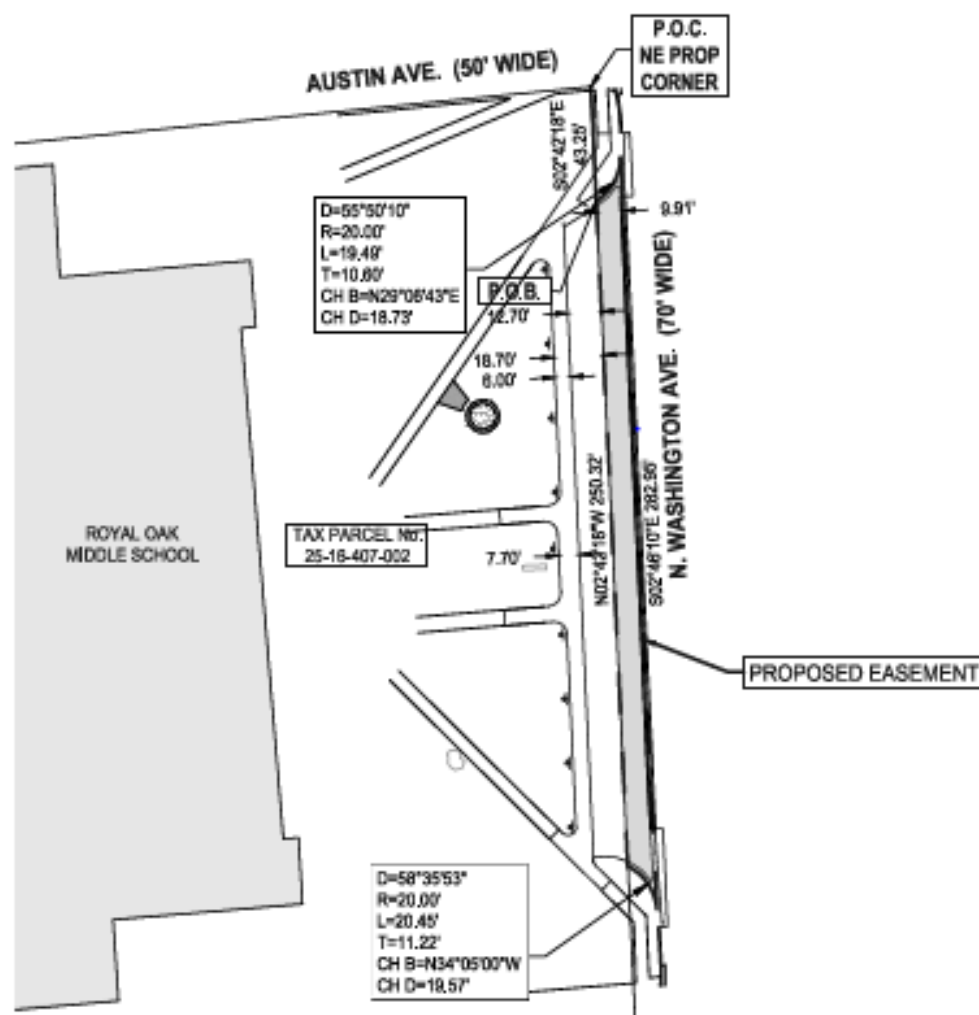 P.O.C.
NE PROP
CORNER
AUSTIN AVE. (50' WIDE)
S02°42'18"E
43.25'
D=55°50'10"
R=20.00'
L=19.49'
T=10.60'
CH B=N29°06'43"E
CH D=18.73'
9.91'
P.O.B.
12.70'
18.70'
6.00'
N. WASHINGTON AVE. (70' WIDE)
N02°42'18"W 250.32'
S02°46'10"E 282.95'
ROYAL OAK
MIDDLE SCHOOL
TAX PARCEL No.
25-16-407-002
7.70'
PROPOSED EASEMENT
D=58°35'53"
R=20.00'
L=20.45'
T=11.22'
CH B=N34°05'00"W
CH D=19.57'